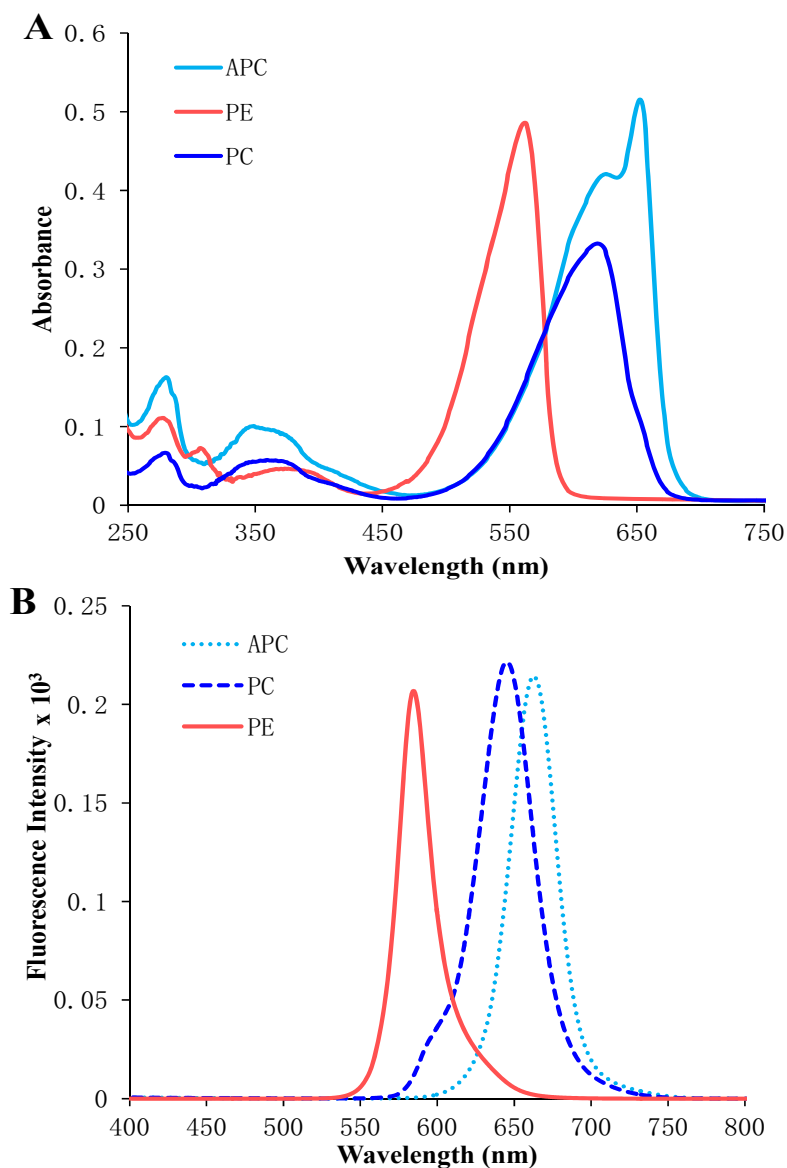 A
0.6
APC
0.5
PE
PC
0.4
Absorbance
0.3
0.2
0.1
0
250 350 450 550 650 750
Wavelength (nm)
B
0.25
APC
PC
0.2
PE
Fluorescence Intensity x 10³
0.15
0.1
0.05
0
400 450 500 550 600 650 700 750 800
Wavelength (nm)